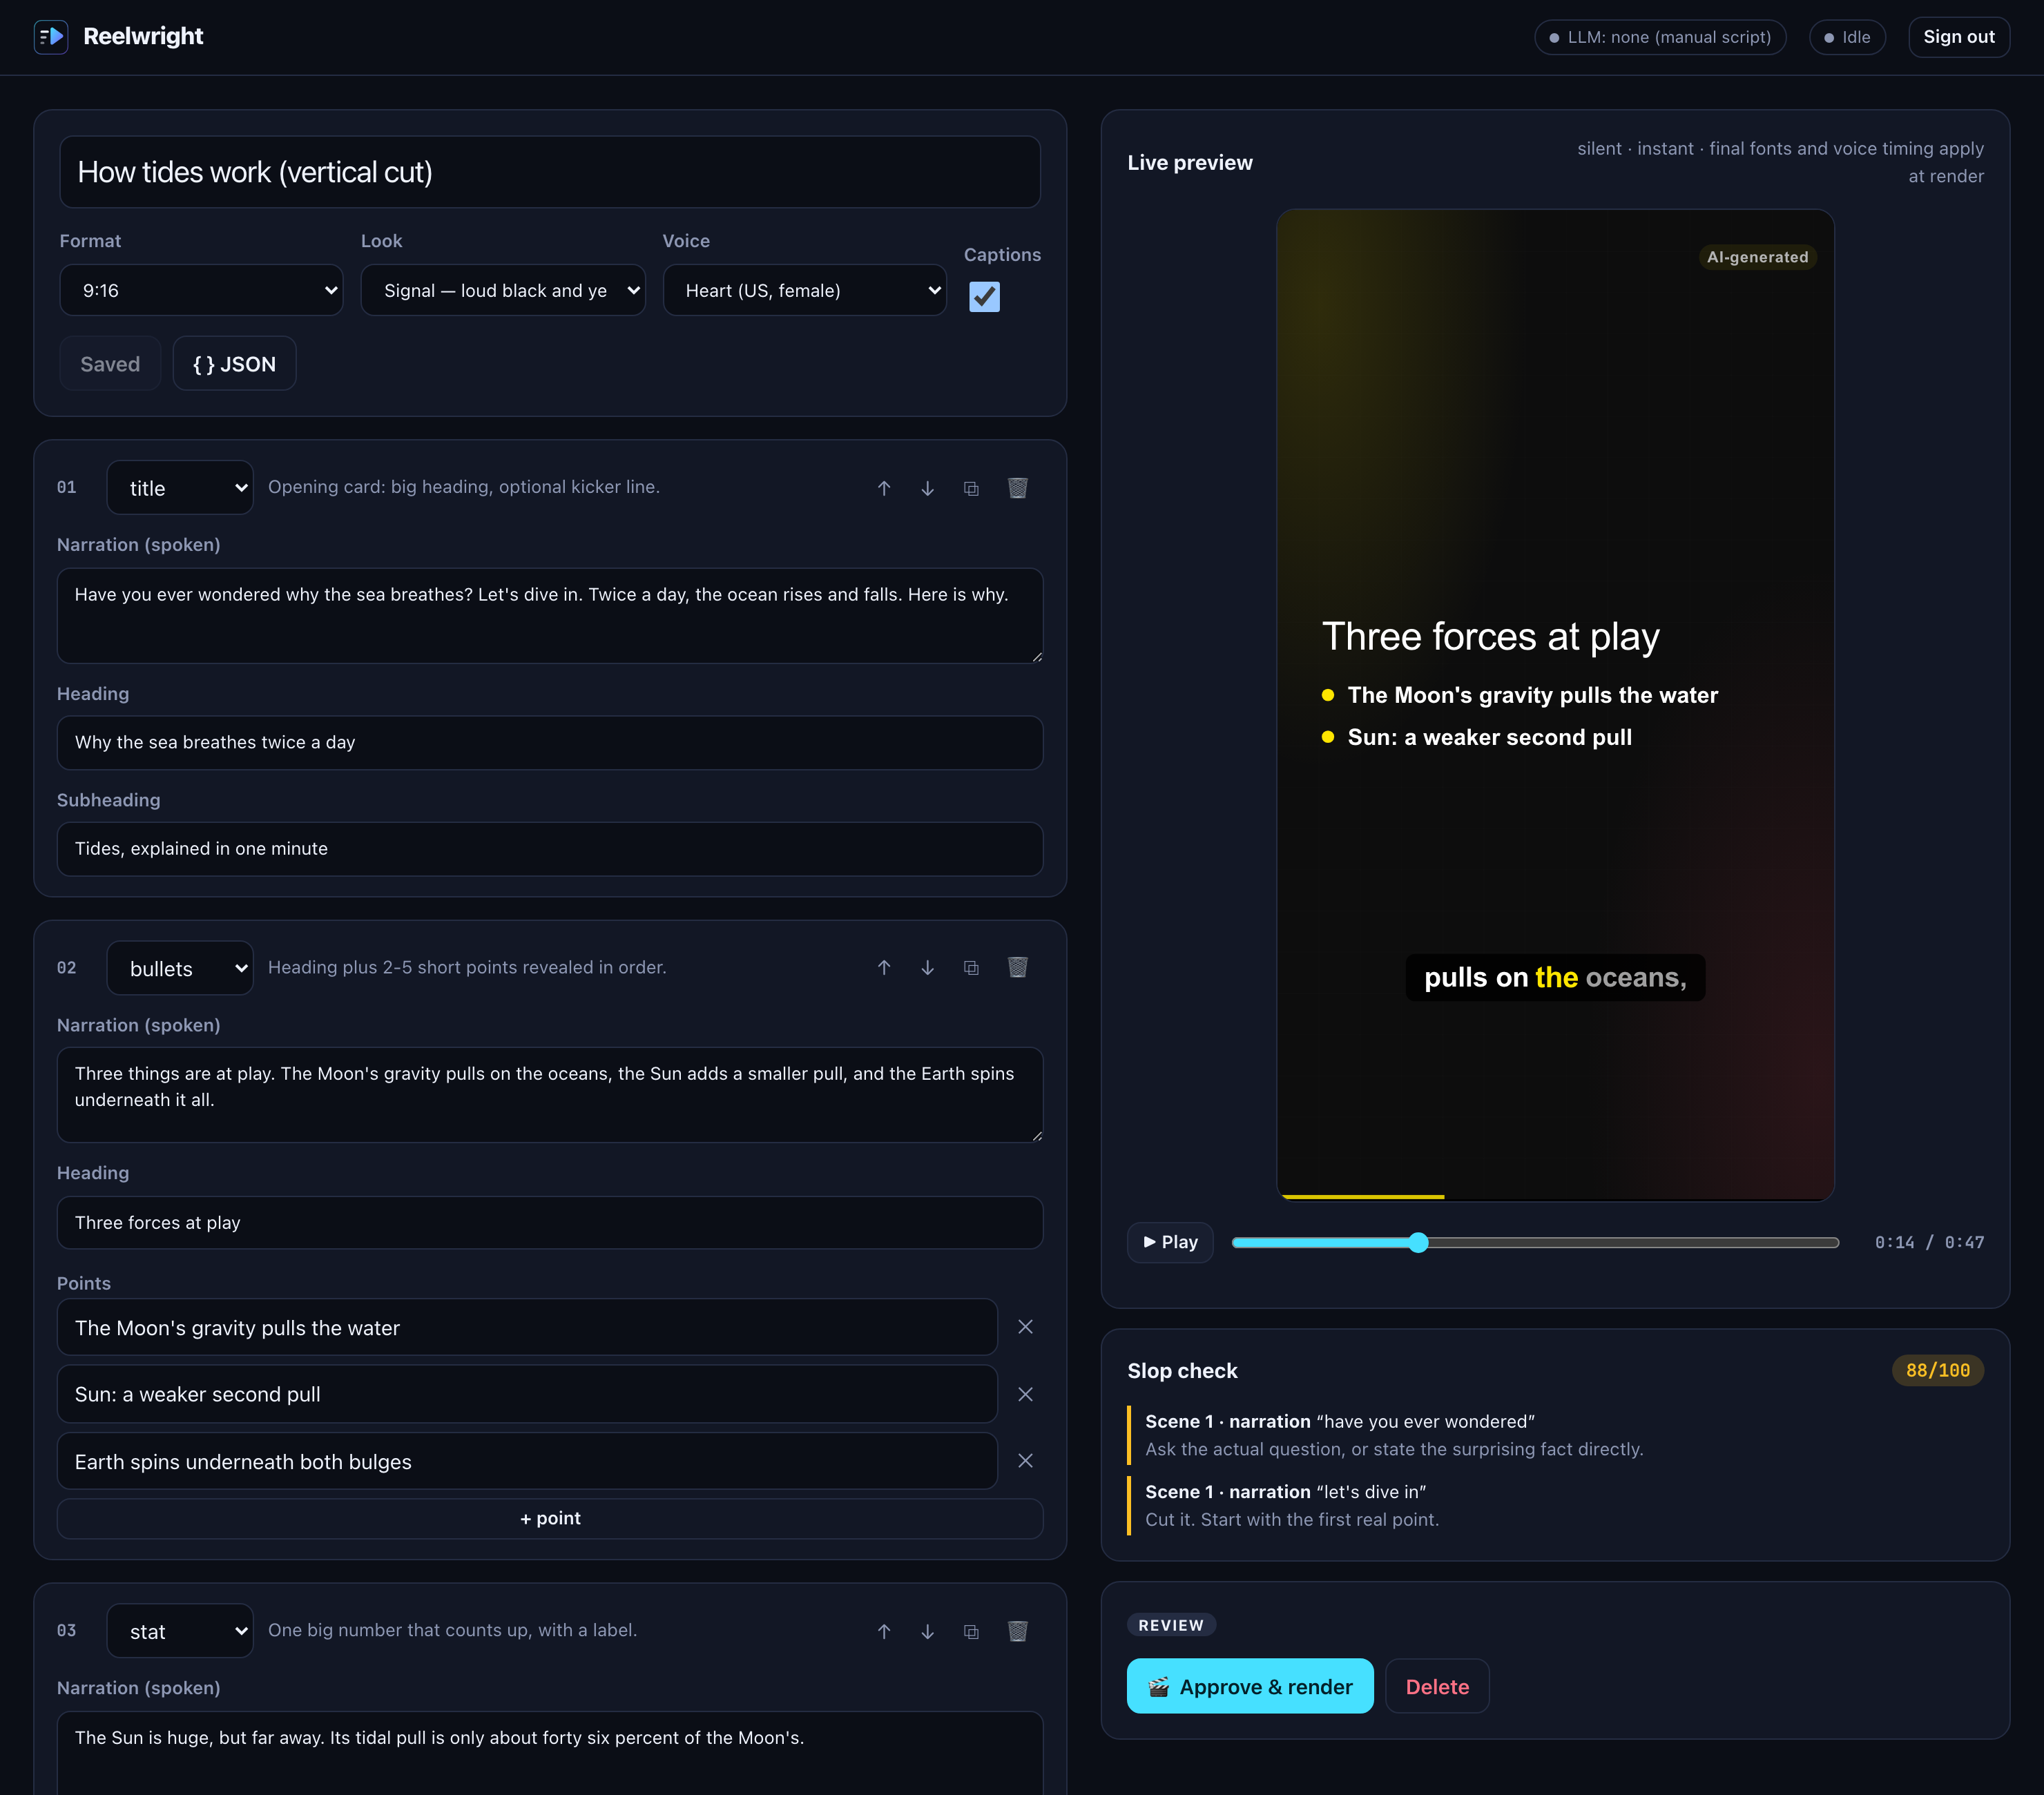 Reelwright
LLM: none (manual script)
Idle
Sign out
How tides work (vertical cut)
Format
Look
Voice
Captions
9:16
Signal — loud black and ye
Heart (US, female)
Saved
{ } JSON
01
title
Opening card: big heading, optional kicker line.
Narration (spoken)
Have you ever wondered why the sea breathes? Let's dive in. Twice a day, the ocean rises and falls. Here is why.
Heading
Why the sea breathes twice a day
Subheading
Tides, explained in one minute
02
bullets
Heading plus 2-5 short points revealed in order.
Narration (spoken)
Three things are at play. The Moon's gravity pulls on the oceans, the Sun adds a smaller pull, and the Earth spins
underneath it all.
Heading
Three forces at play
Points
The Moon's gravity pulls the water
Sun: a weaker second pull
Earth spins underneath both bulges
+ point
03
stat
One big number that counts up, with a label.
Narration (spoken)
The Sun is huge, but far away. Its tidal pull is only about forty six percent of the Moon's.
Live preview
silent · instant · final fonts and voice timing apply
at render
AI-generated
Three forces at play
The Moon's gravity pulls the water
Sun: a weaker second pull
pulls on the oceans,
Play
0:14 / 0:47
Slop check
88/100
Scene 1 · narration “have you ever wondered”
Ask the actual question, or state the surprising fact directly.
Scene 1 · narration “let's dive in”
Cut it. Start with the first real point.
REVIEW
Approve & render
Delete